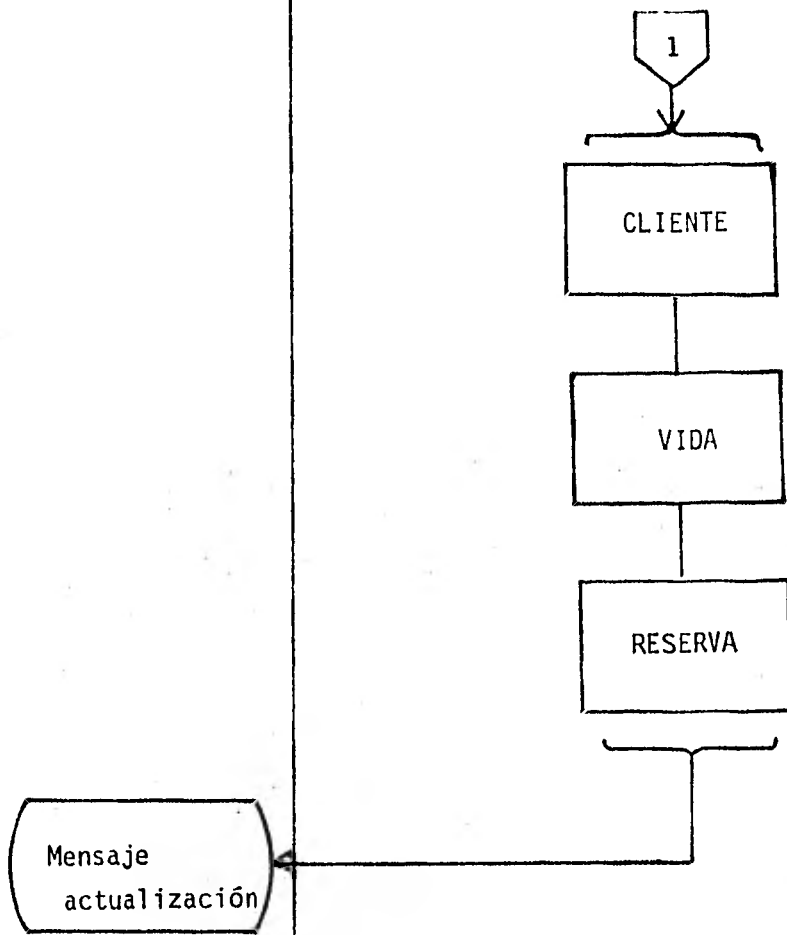 1
CLIENTE
VIDA
RESERVA
Mensaje
actualización